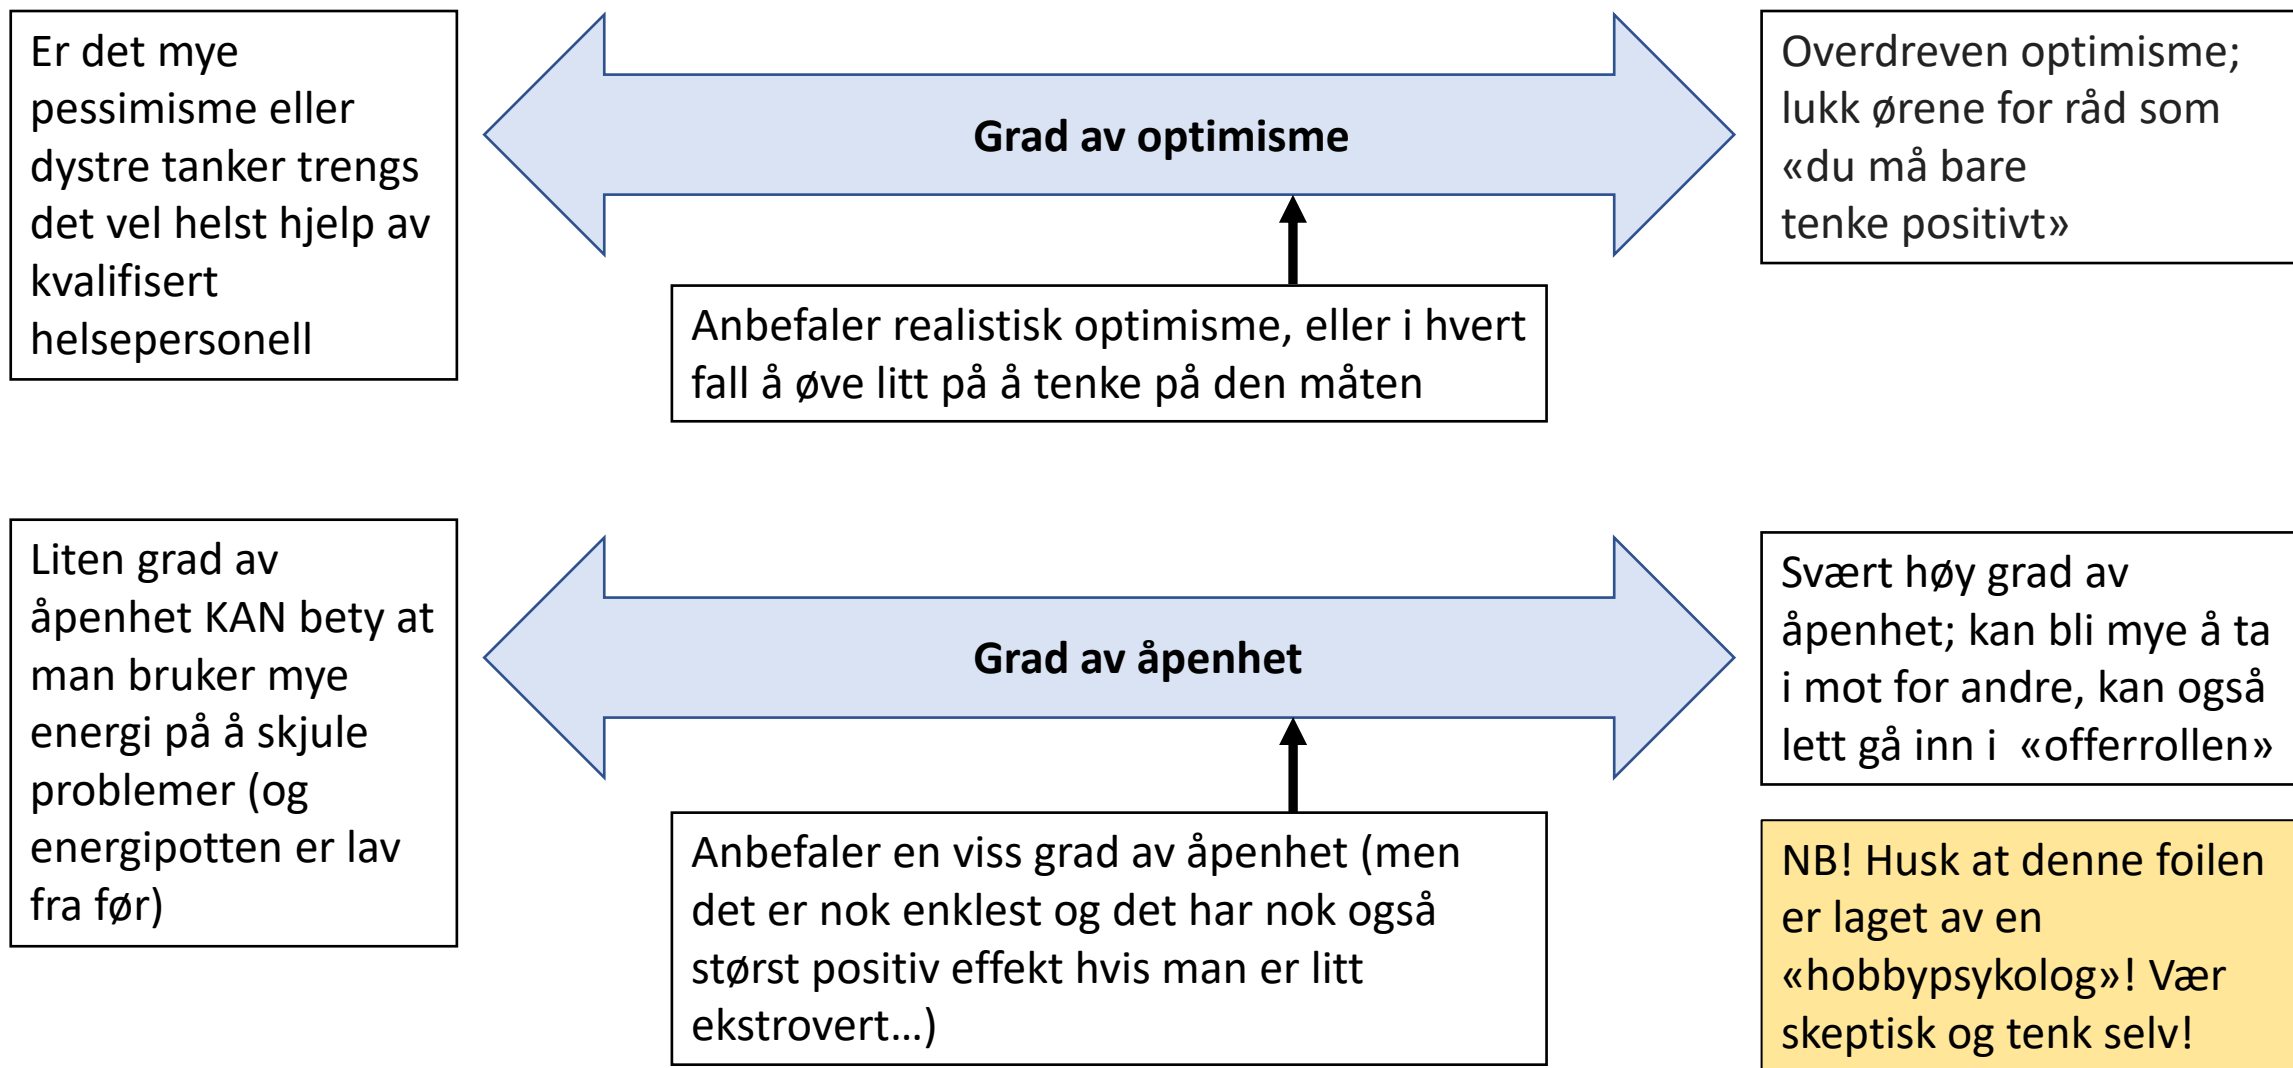 Er det mye
pessimisme eller
dystre tanker trengs
det vel helst hjelp av
kvalifisert
helsepersonell
Grad av optimisme
Overdreven optimisme;
lukk ørene for råd som
«du må bare
tenke positivt»
Anbefaler realistisk optimisme, eller i hvert
fall å øve litt på å tenke på den måten
Liten grad av
åpenhet KAN bety at
man bruker mye
energi på å skjule
problemer (og
energipotten er lav
fra før)
Grad av åpenhet
Svært høy grad av
åpenhet; kan bli mye å ta
i mot for andre, kan også
lett gå inn i «offerrollen»
Anbefaler en viss grad av åpenhet (men
det er nok enklest og det har nok også
størst positiv effekt hvis man er litt
ekstrovert…)
NB! Husk at denne foilen
er laget av en
«hobbypsykolog»! Vær
skeptisk og tenk selv!